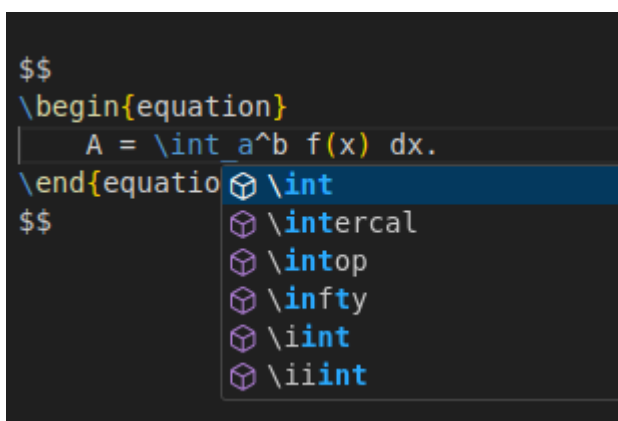 $$
\begin{equation}
A = \int_a^b f(x) dx.
\end{equatio
$$
\int
\intercal
\intop
\infty
\iint
\iiint